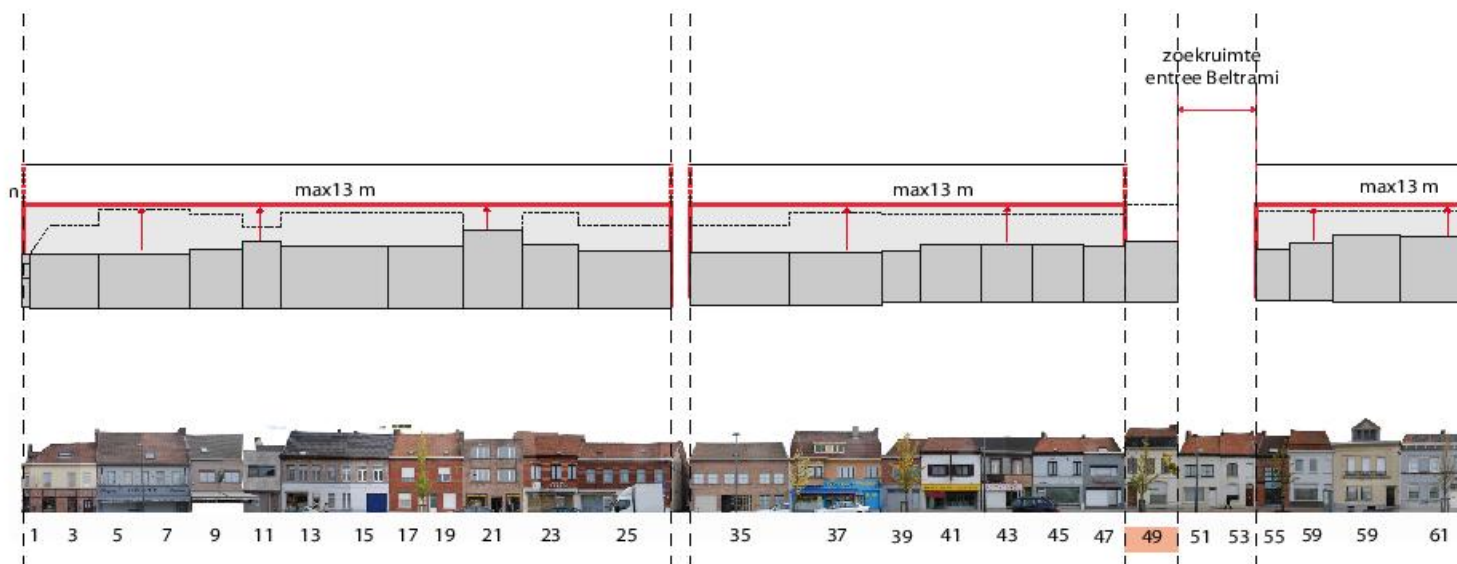 zoekruimte
entree Beltrami
n
max13 m
max13 m
max13 m
1 3 5 7 9 11 13 15 17 19 21 23 25 35 37 39 41 43 45 47 49 51 53 55 59 59 61